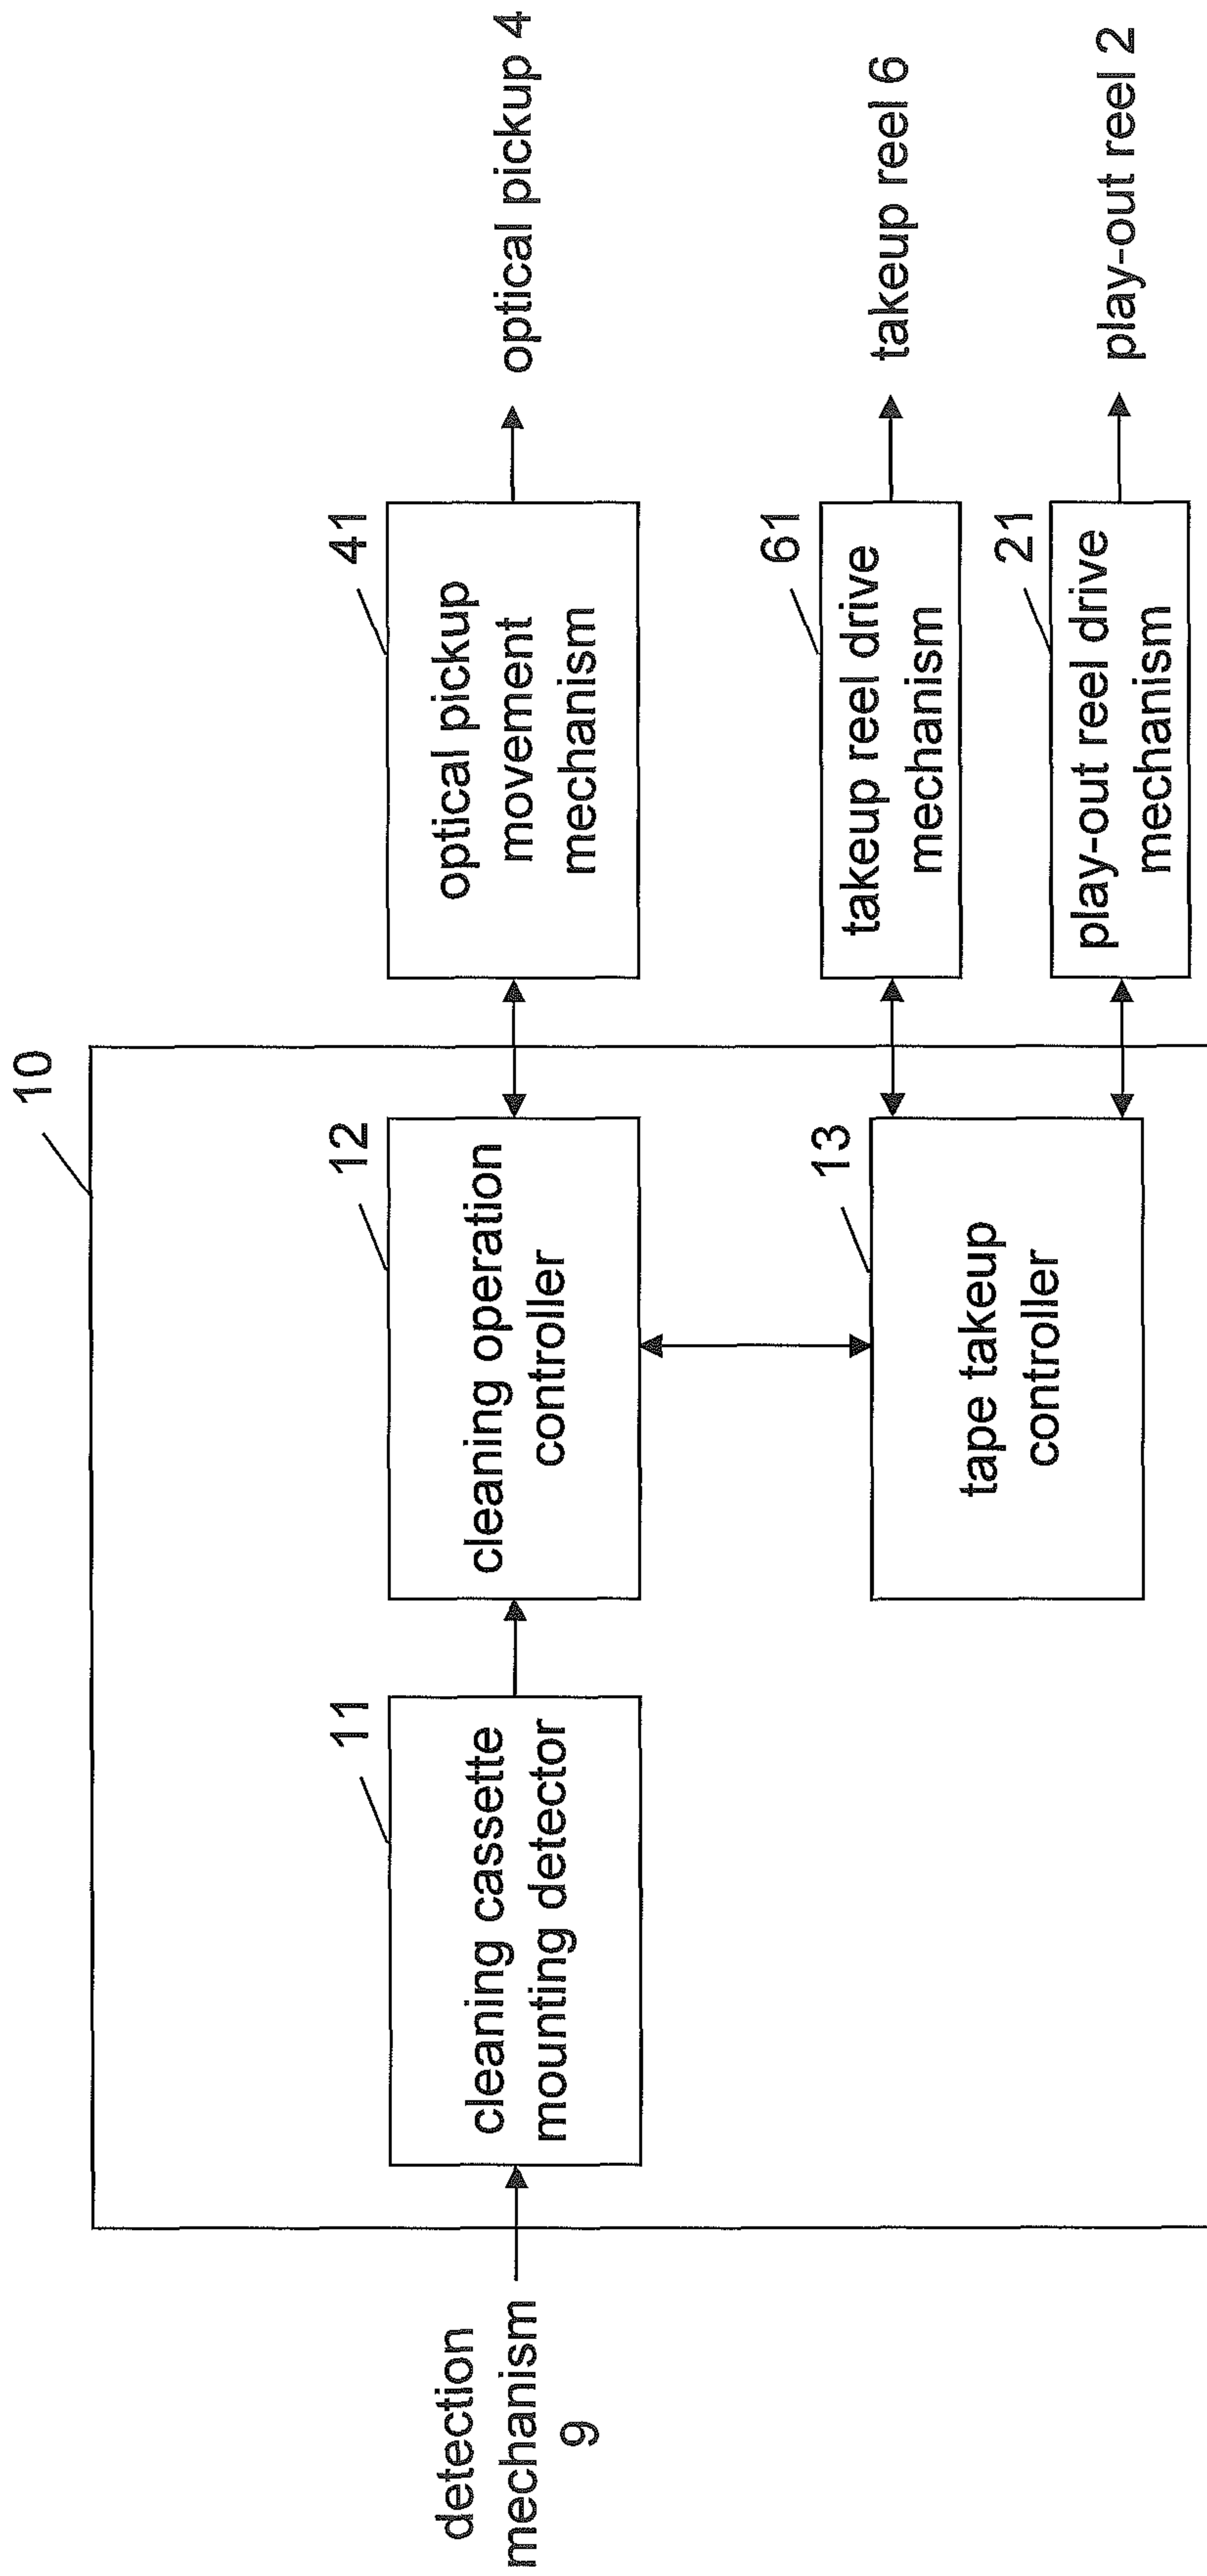 10
detection
mechanism
9
11
cleaning cassette
mounting detector
12
cleaning operation
controller
13
tape takeup
controller
41
optical pickup
movement
mechanism
optical pickup 4
61
takeup reel drive
mechanism
takeup reel 6
21
play-out reel drive
mechanism
play-out reel 2